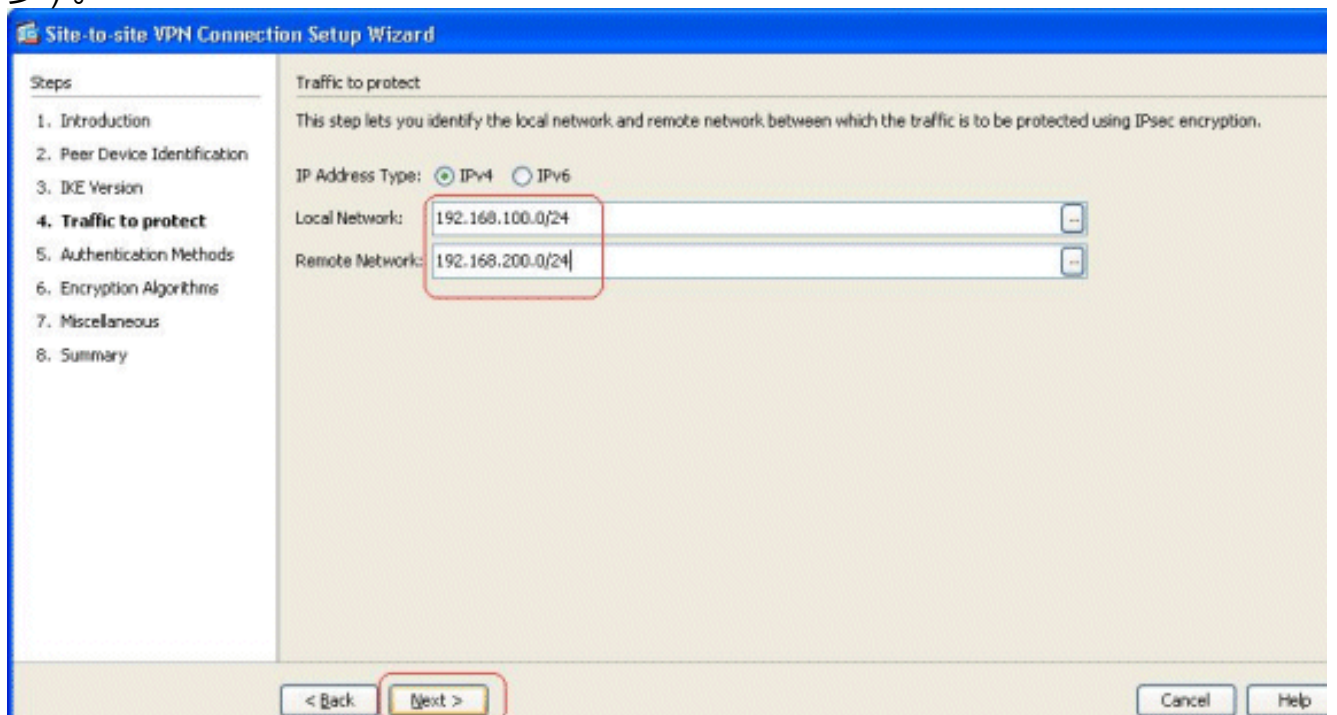 す)。
Site-to-site VPN Connection Setup Wizard
Steps
1. Introduction
2. Peer Device Identification
3. IKE Version
4. Traffic to protect
5. Authentication Methods
6. Encryption Algorithms
7. Miscellaneous
8. Summary
Traffic to protect
This step lets you identify the local network and remote network between which the traffic is to be protected using IPsec encryption.
IP Address Type: IPv4 IPv6
Local Network: 192.168.100.0/24 ...
Remote Network: 192.168.200.0/24 ...
< Back Next > Cancel Help